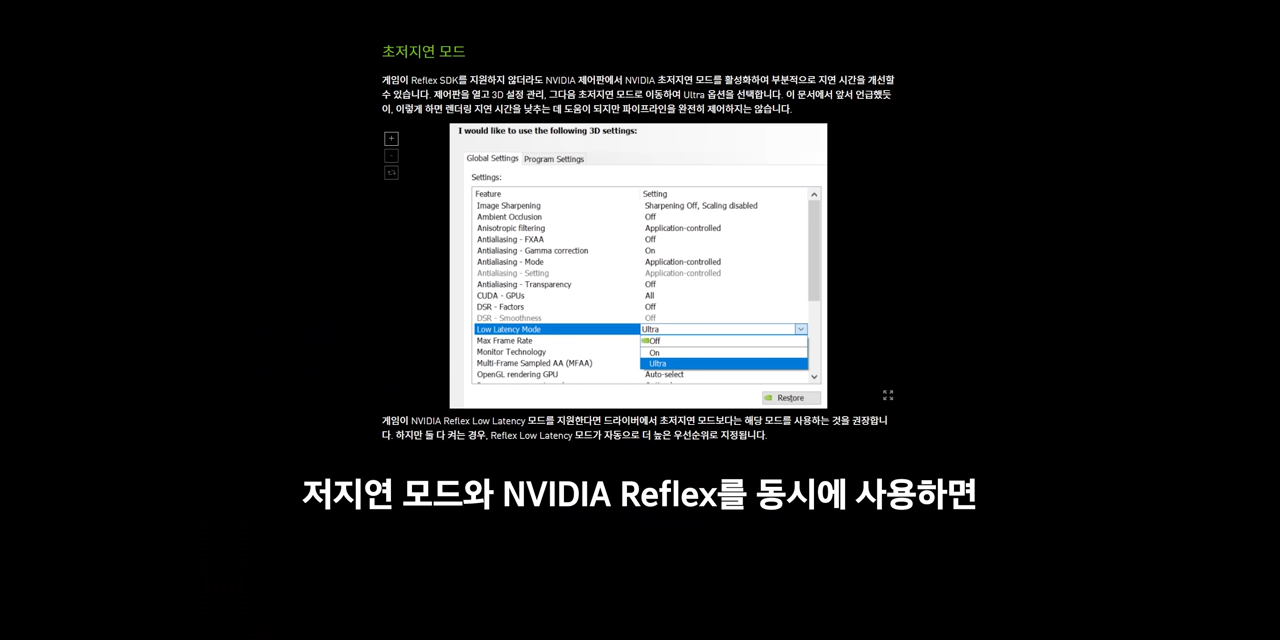 초저지연 모드
게임이 Reflex SDK를 지원하지 않더라도 NVIDIA 제어판에서 NVIDIA 초저지연 모드를 활성화하여 부분적으로 지연 시간을 개선할
수 있습니다. 제어판을 열고 3D 설정 관리, 그다음 초저지연 모드로 이동하여 Ultra 옵션을 선택합니다. 이 문서에서 앞서 언급했듯
이, 이렇게 하면 렌더링 지연 시간을 낮추는 데 도움이 되지만 파이프라인을 완전히 제어하지는 않습니다.
I would like to use the following 3D settings:
Global Settings Program Settings
Settings:
Feature Setting
Image Sharpening Sharpening Off, Scaling disabled
Ambient Occlusion Off
Anisotropic filtering Application-controlled
Antialiasing - FXAA Off
Antialiasing - Gamma correction On
Antialiasing - Mode Application-controlled
Antialiasing - Setting Application-controlled
Antialiasing - Transparency Off
CUDA - GPUs All
DSR - Factors Off
DSR - Smoothness Off
Low Latency Mode Ultra
Max Frame Rate Off
Monitor Technology On
Multi-Frame Sampled AA (MFAA) Ultra
OpenGL rendering GPU Auto-select
Restore
게임이 NVIDIA Reflex Low Latency 모드를 지원한다면 드라이버에서 초저지연 모드보다는 해당 모드를 사용하는 것을 권장합니
다. 하지만 둘 다 켜는 경우, Reflex Low Latency 모드가 자동으로 더 높은 우선순위로 지정됩니다.
저지연 모드와 NVIDIA Reflex를 동시에 사용하면